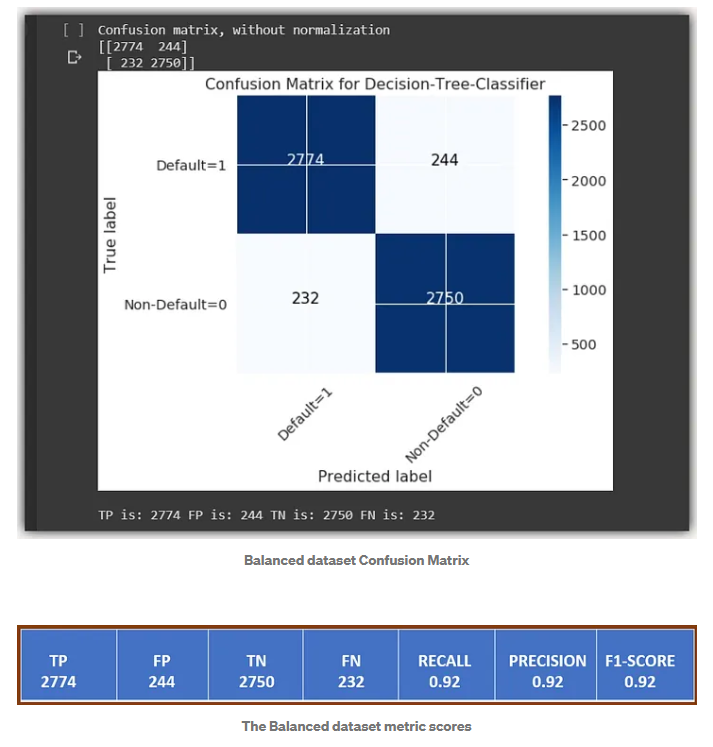 [ ] Confusion matrix, without normalization
[[2774 244]
[ 232 2750]]
Confusion Matrix for Decision-Tree-Classifier
2774
244
232
2750
Default=1
Non-Default=0
True label
Default=1
Non-Default=0
Predicted label
2500
2000
1500
1000
500
TP is: 2774 FP is: 244 TN is: 2750 FN is: 232
Balanced dataset Confusion Matrix
TP FP TN FN RECALL PRECISION F1-SCORE
2774 244 2750 232 0.92 0.92 0.92
The Balanced dataset metric scores